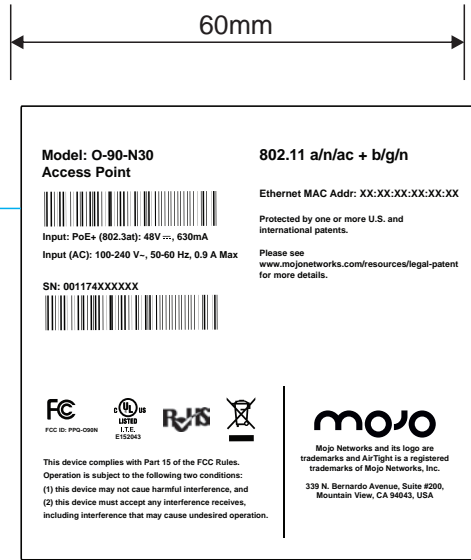 60mm
Model: O-90-N30
Access Point
Input: PoE+ (802.3at): 48V ⎓, 630mA
Input (AC): 100-240 V~, 50-60 Hz, 0.9 A Max
SN: 001174XXXXXX
802.11 a/n/ac + b/g/n
Ethernet MAC Addr: XX:XX:XX:XX:XX:XX
Protected by one or more U.S. and
international patents.
Please see
www.mojonetworks.com/resources/legal-patent
for more details.
FC
FCC ID: PPQ-O90N
c UL us
LISTED
I.T.E.
E152043
RoHS
This device complies with Part 15 of the FCC Rules.
Operation is subject to the following two conditions:
(1) this device may not cause harmful interference, and
(2) this device must accept any interference receives,
including interference that may cause undesired operation.
mojo
Mojo Networks and its logo are
trademarks and AirTight is a registered
trademarks of Mojo Networks, Inc.
339 N. Bernardo Avenue, Suite #200,
Mountain View, CA 94043, USA